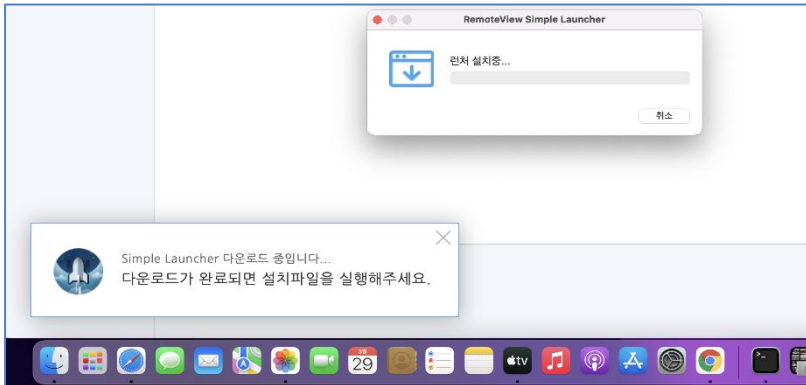 RemoteView Simple Launcher
런처 설치중...
취소
Simple Launcher 다운로드 중입니다...
다운로드가 완료되면 설치파일을 실행해주세요.
3월
29
tv